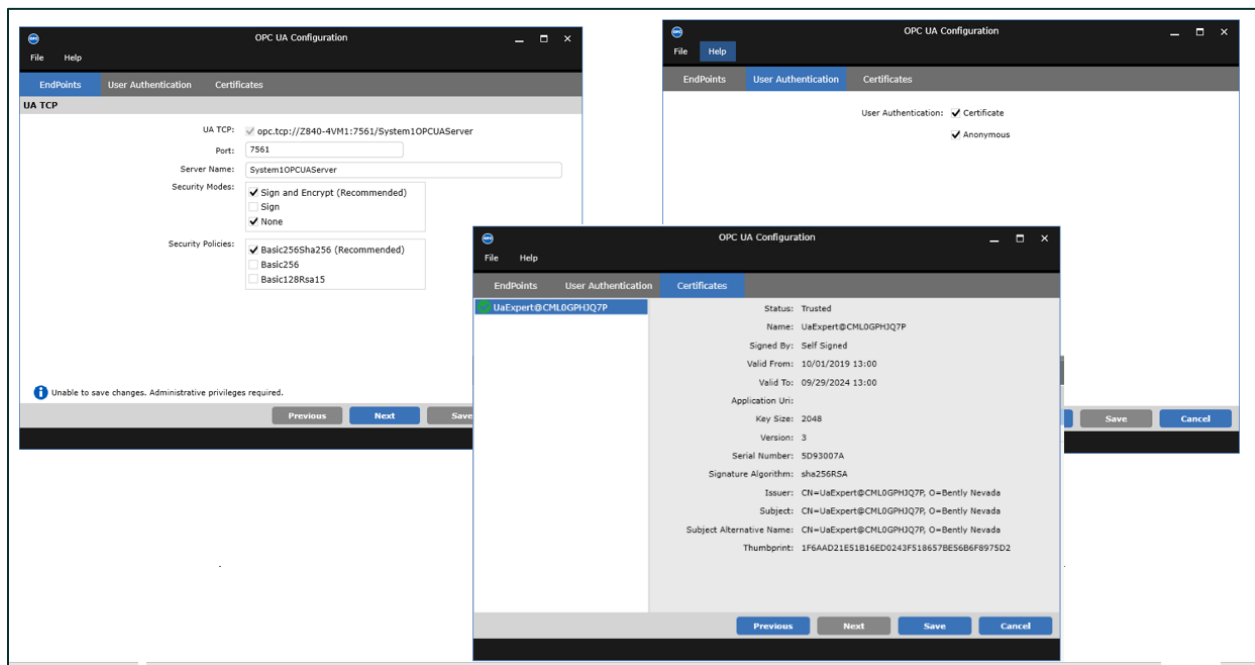 OPC UA Configuration
File Help
EndPoints User Authentication Certificates
UA TCP
UA TCP: opc.tcp://Z840-4VM1:7561/System1OPCUAServer
Port: 7561
Server Name: System1OPCUAServer
Security Modes: Sign and Encrypt (Recommended)
Sign
None
Security Policies: Basic256Sha256 (Recommended)
Basic256
Basic128Rsa15
Unable to save changes. Administrative privileges required.
Previous Next Save
OPC UA Configuration
File Help
EndPoints User Authentication Certificates
User Authentication: Certificate
Anonymous
Save Cancel
OPC UA Configuration
File Help
EndPoints User Authentication Certificates
UaExpert@CML0GPHJQ7P
Status: Trusted
Name: UaExpert@CML0GPHJQ7P
Signed By: Self Signed
Valid From: 10/01/2019 13:00
Valid To: 09/29/2024 13:00
Application Uri:
Key Size: 2048
Version: 3
Serial Number: 5D93007A
Signature Algorithm: sha256RSA
Issuer: CN=UaExpert@CML0GPHJQ7P, O=Bently Nevada
Subject: CN=UaExpert@CML0GPHJQ7P, O=Bently Nevada
Subject Alternative Name: CN=UaExpert@CML0GPHJQ7P, O=Bently Nevada
Thumbprint: 1F6AAD21E51B16ED0243F518657BE56B6F8975D2
Previous Next Save Cancel